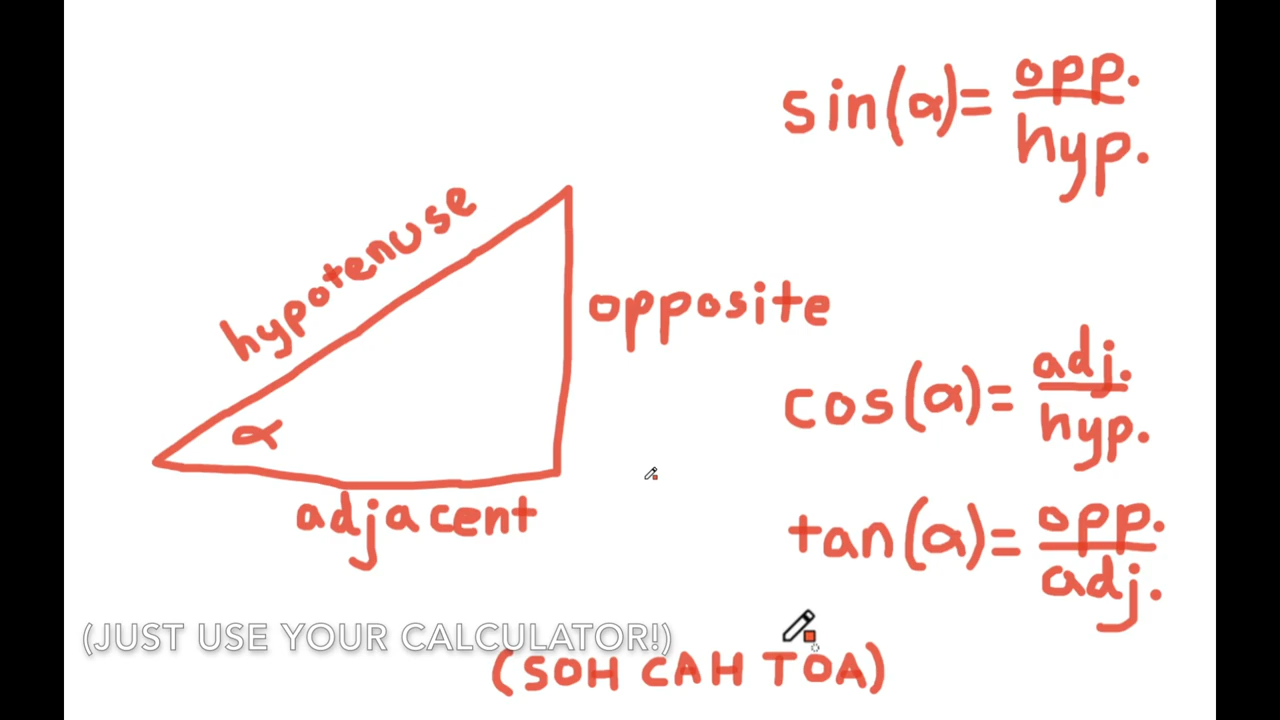 sin(α)= opp./hyp.
hypotenuse
opposite
α
cos(α)= adj./hyp.
adjacent
tan(α)= opp./adj.
(JUST USE YOUR CALCULATOR!)
(SOH CAH TOA)